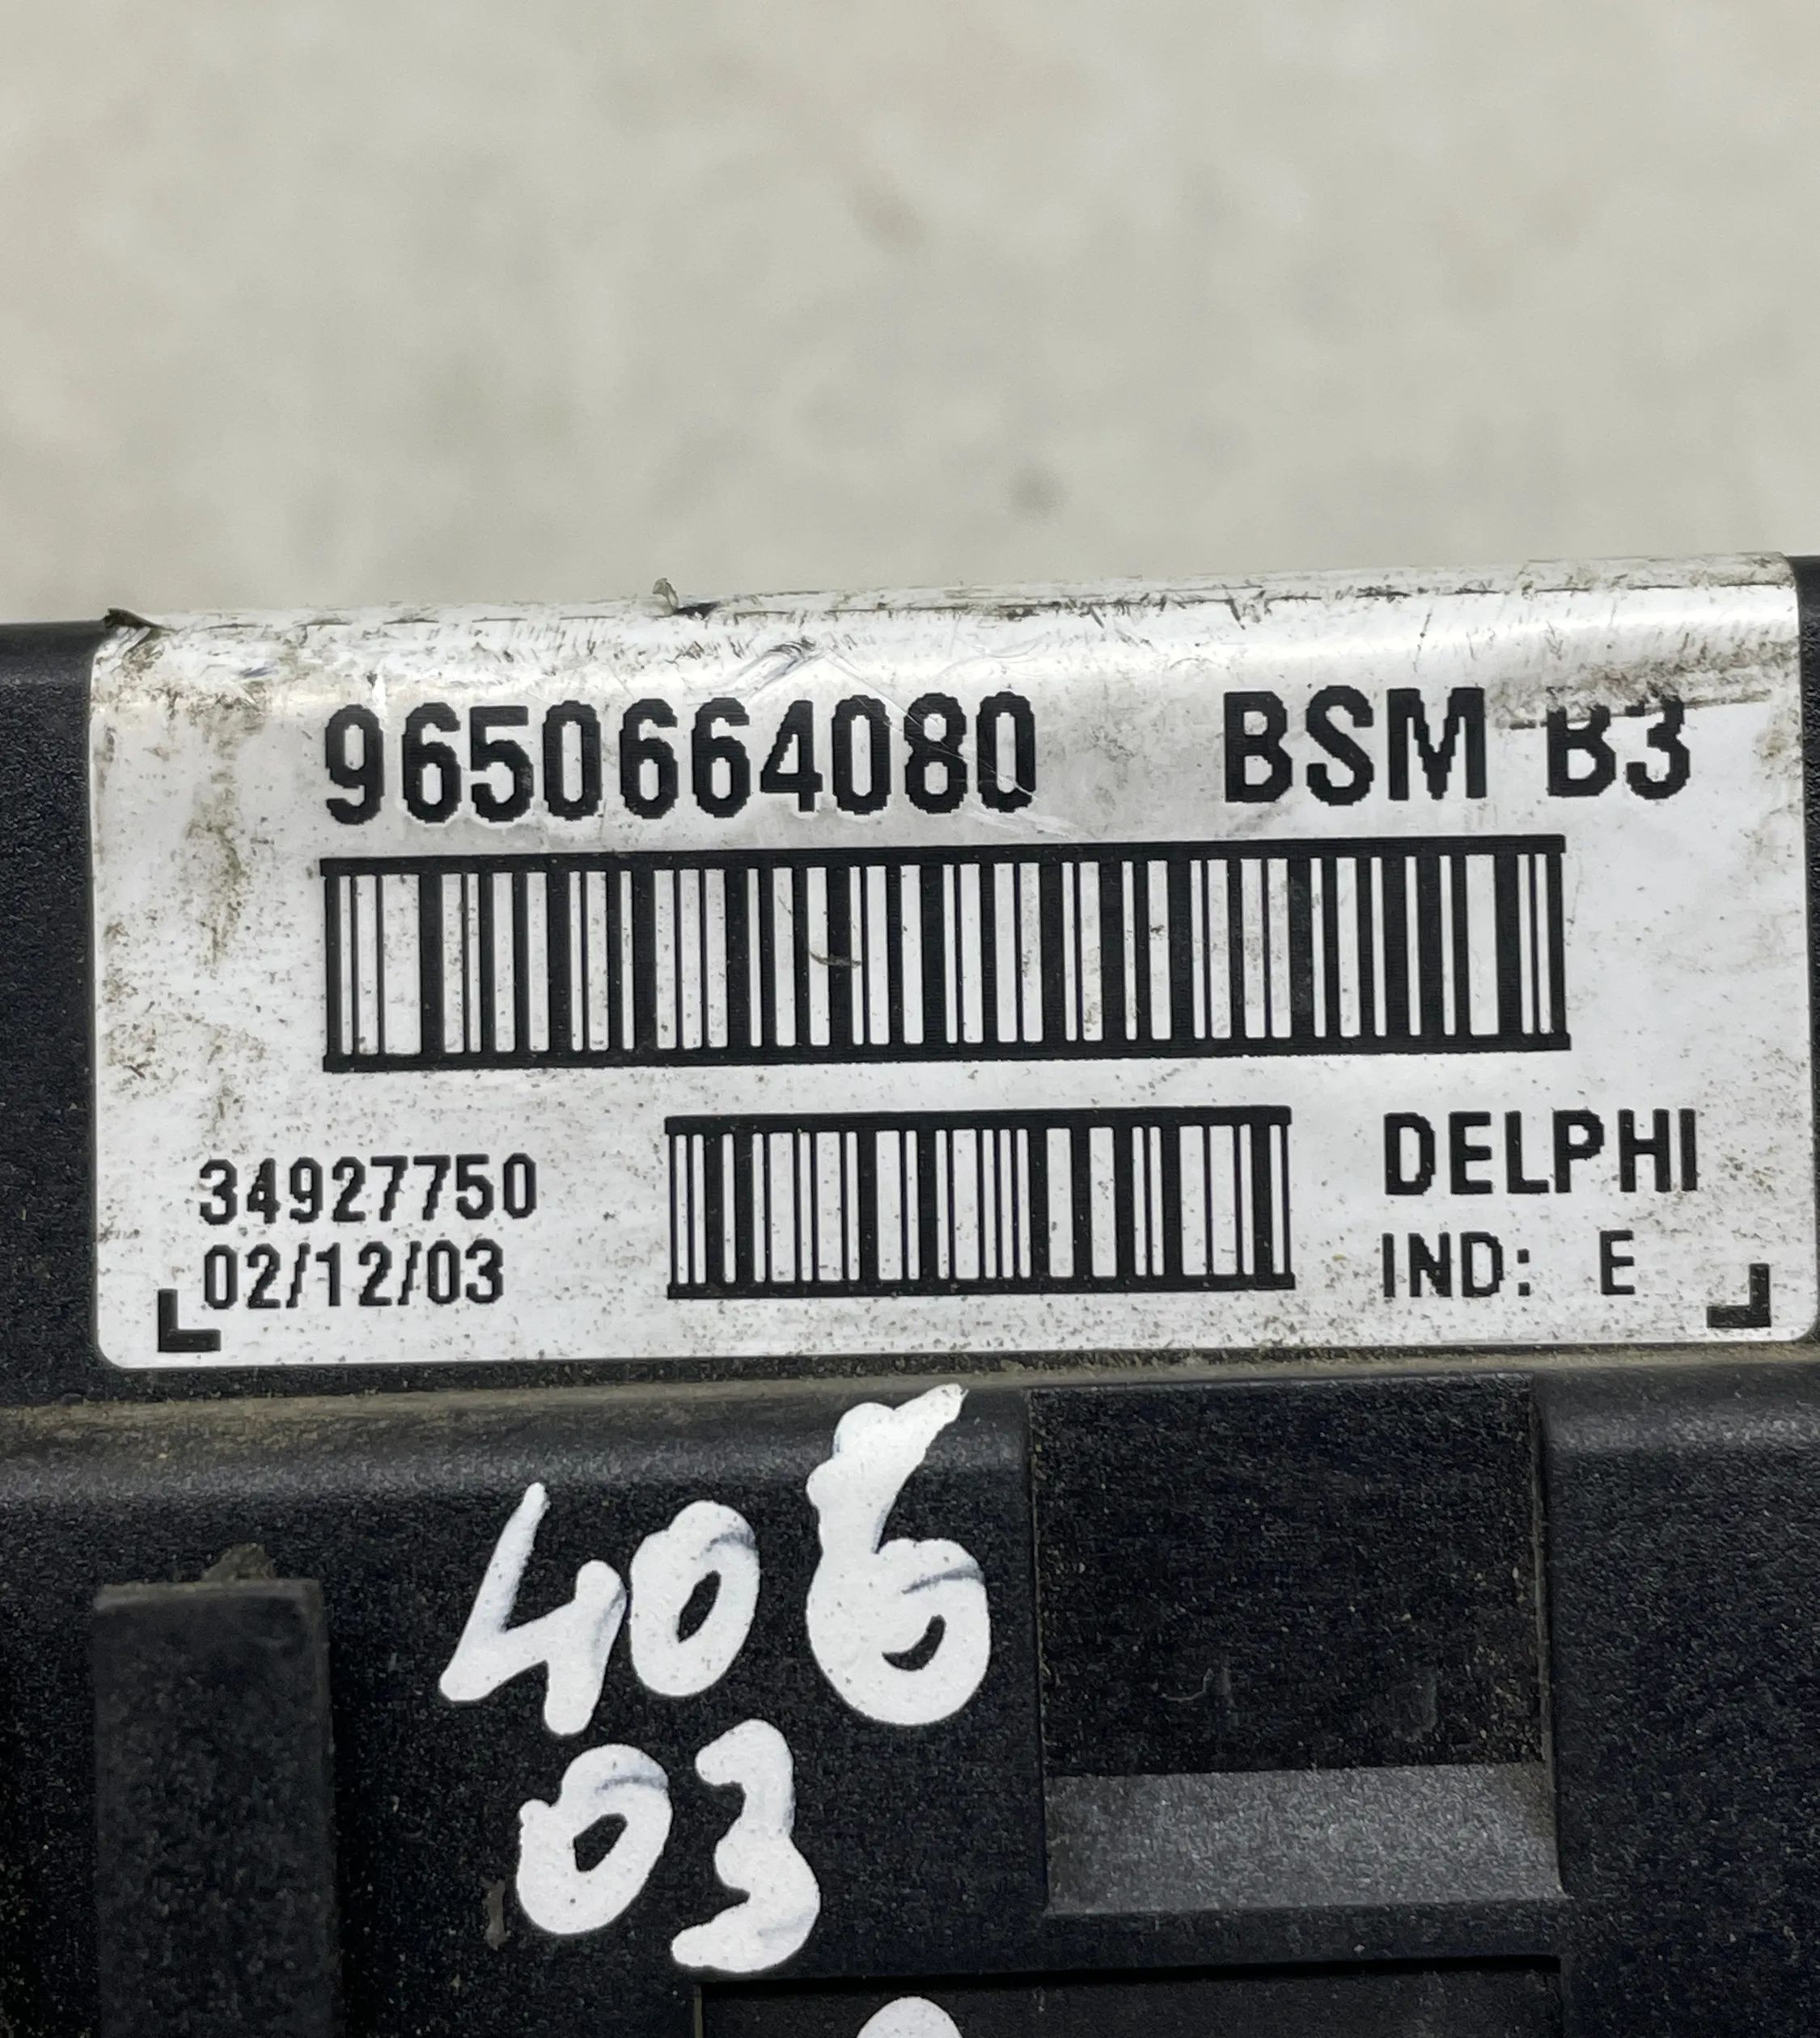 9650664080 BSM B3
34927750 DELPHI
02/12/03 IND: E
406
03